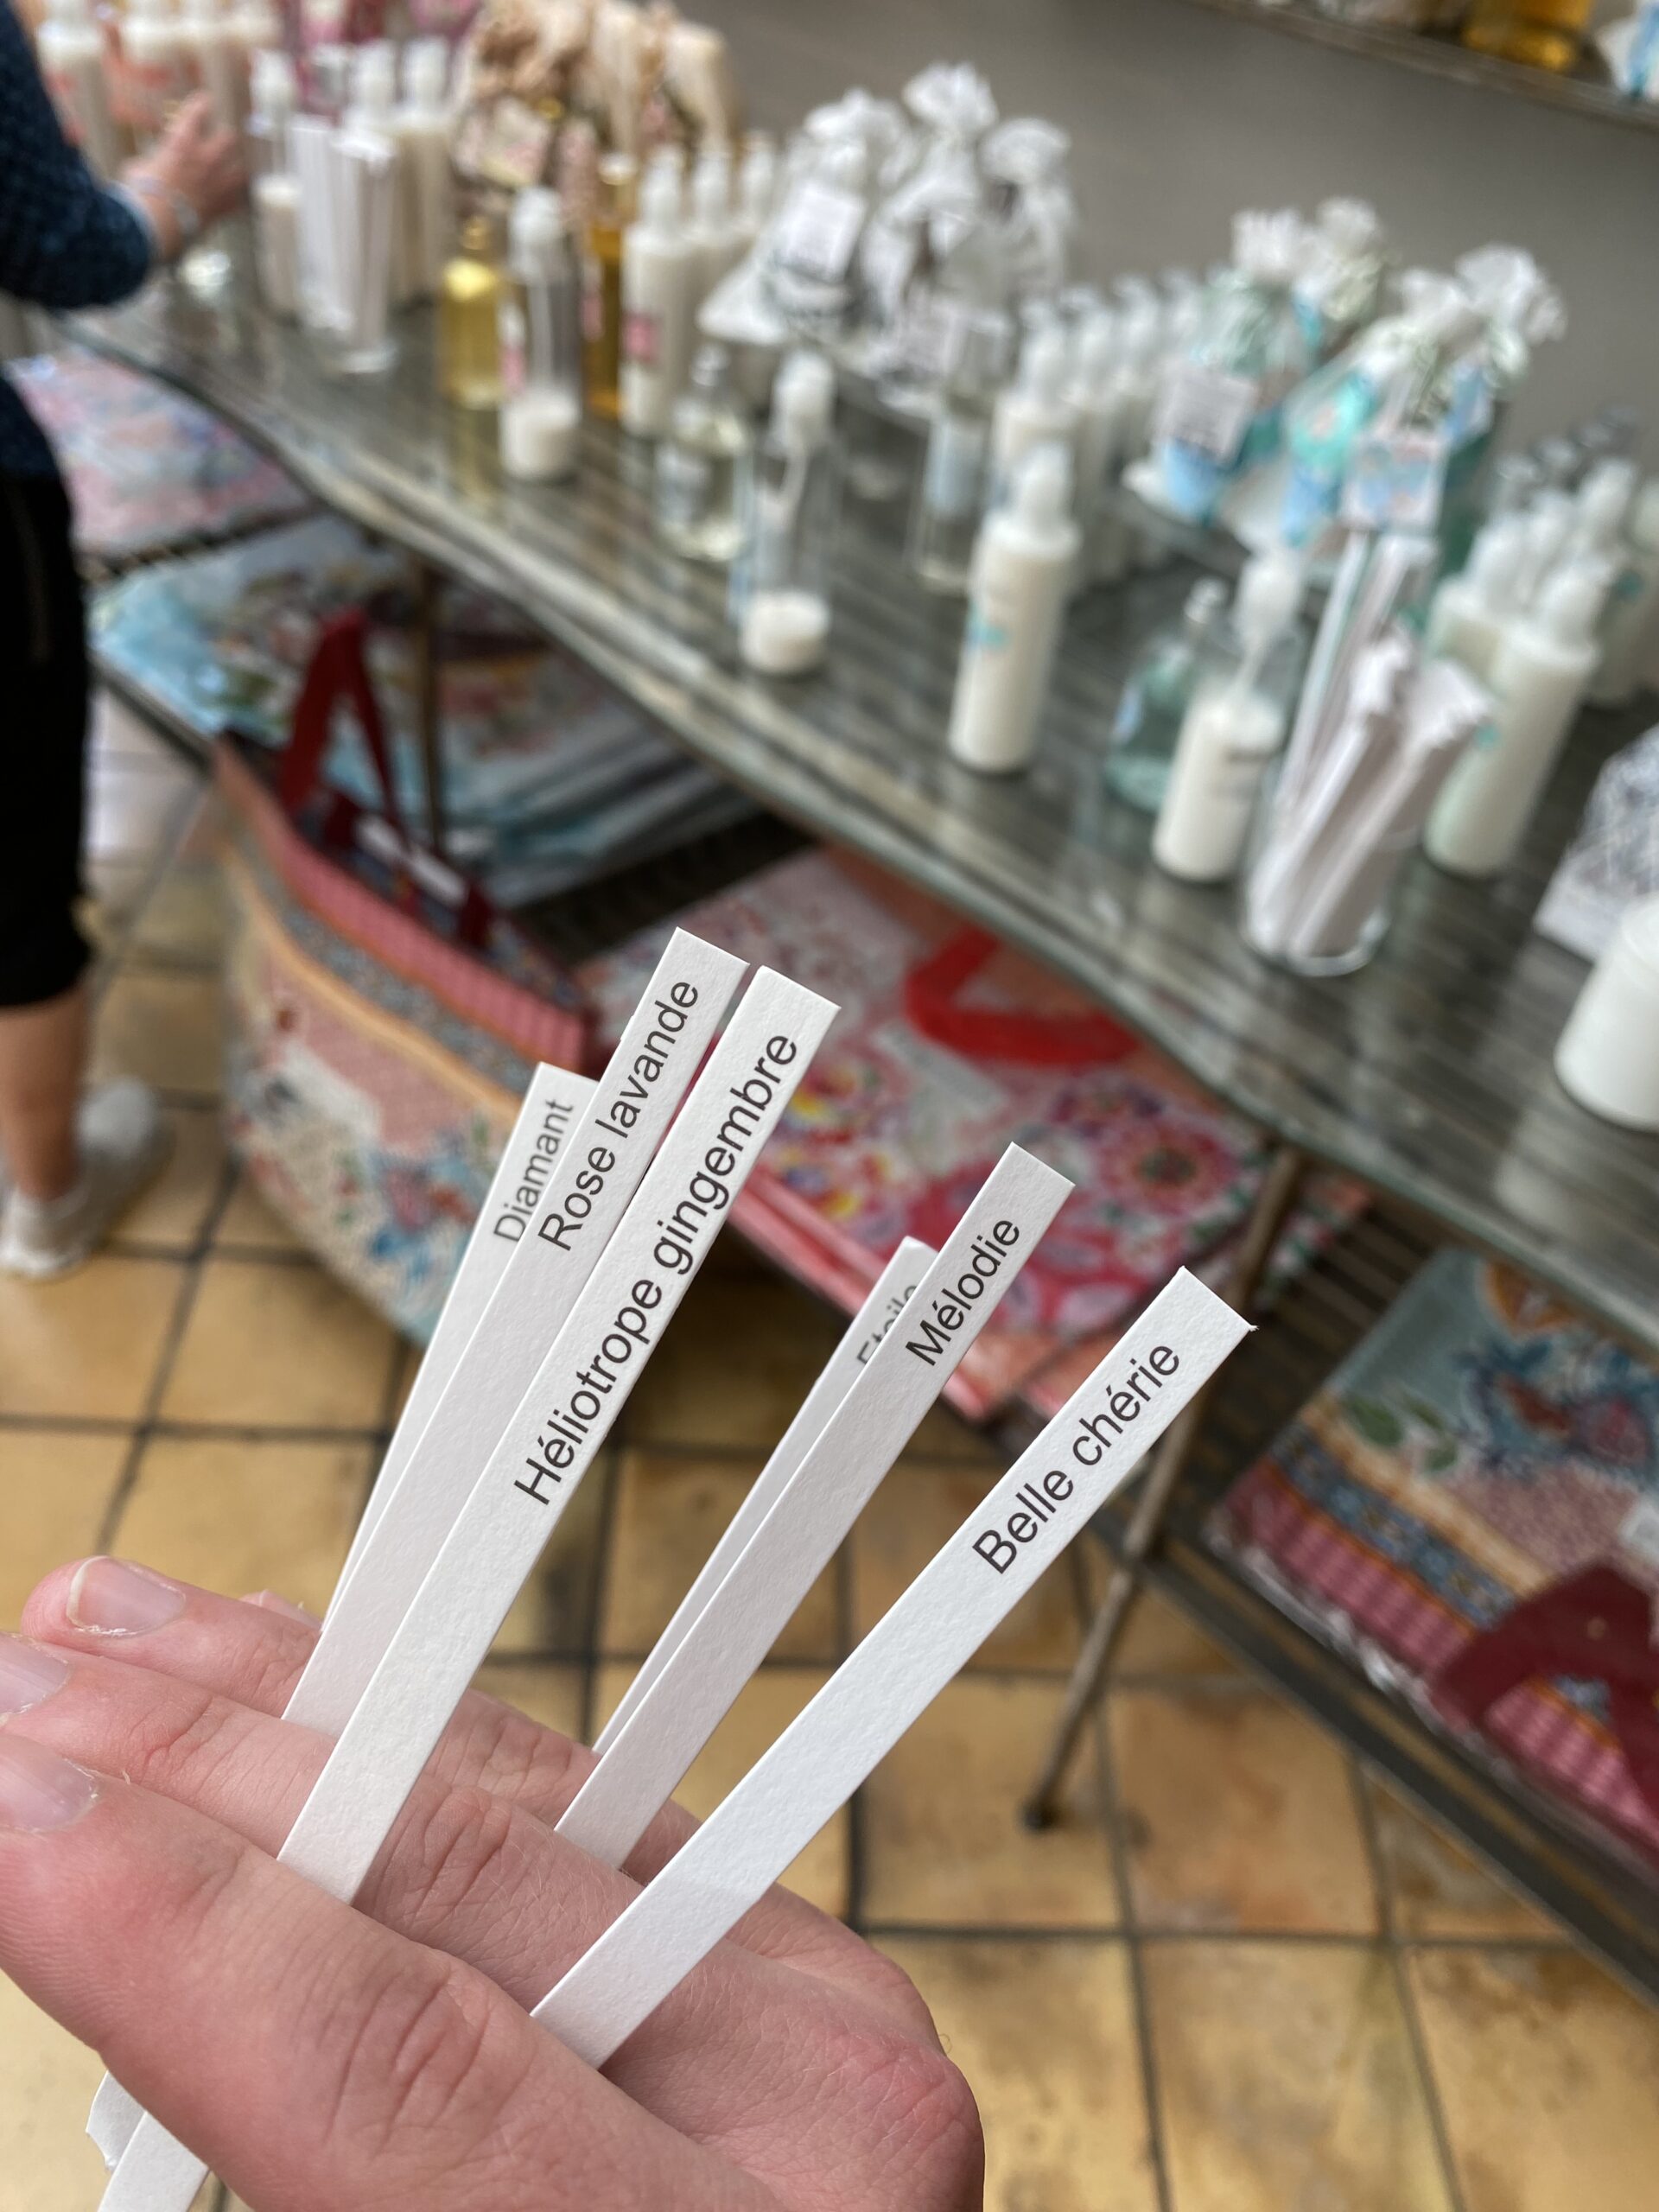 Diamant
Rose lavande
Héliotrope gingembre
Mélodie
Belle chérie